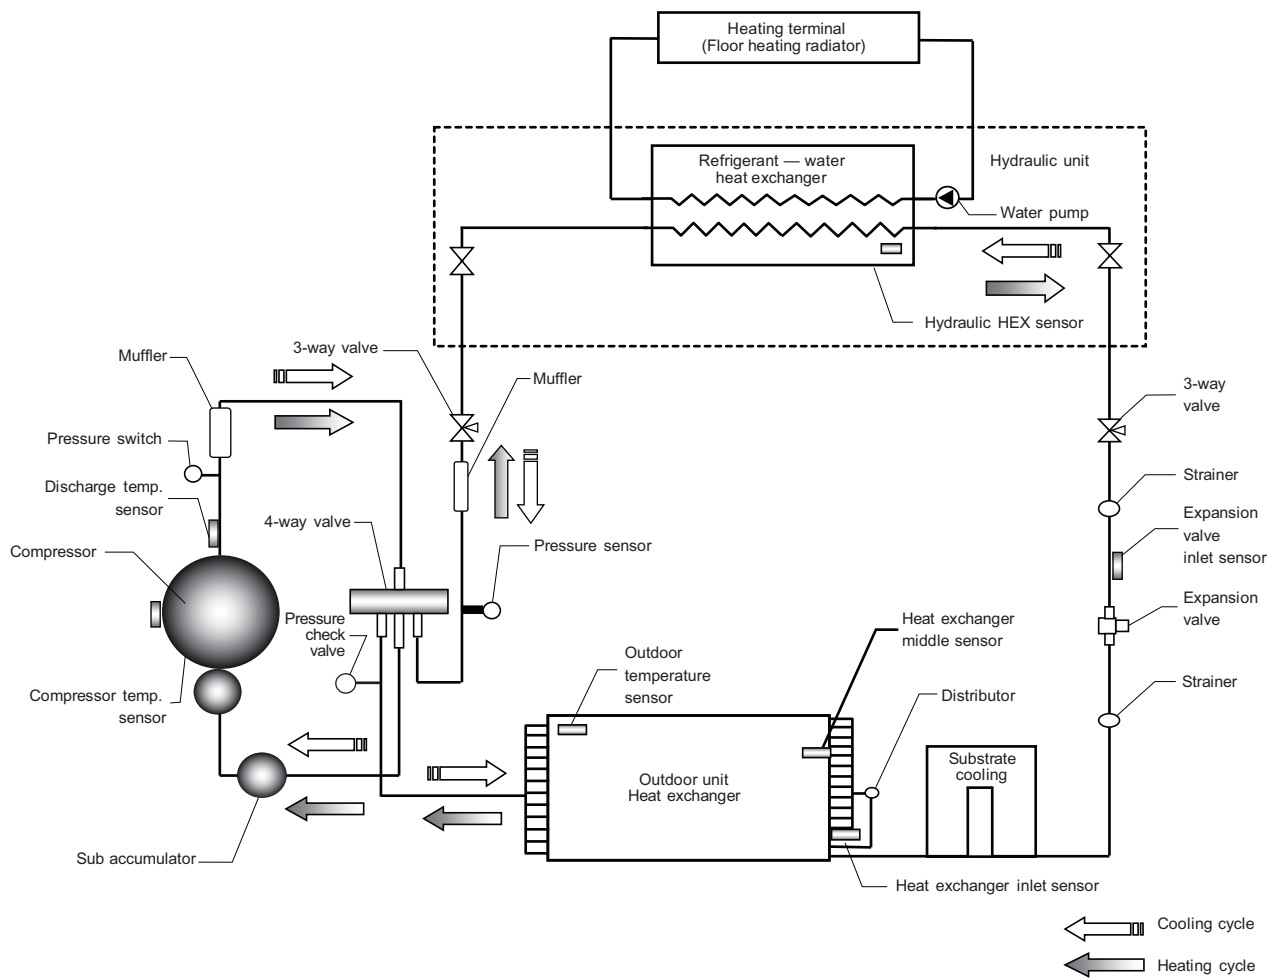 Heating terminal
(Floor heating radiator)
Refrigerant — water
heat exchanger
Hydraulic unit
Water pump
Hydraulic HEX sensor
3-way valve
Muffler
Muffler
3-way
valve
Pressure switch
Strainer
Discharge temp.
sensor
4-way valve
Expansion
valve
inlet sensor
Compressor
Pressure sensor
Expansion
valve
Pressure
check
valve
Heat exchanger
middle sensor
Outdoor
temperature
sensor
Compressor temp.
sensor
Distributor
Strainer
Substrate
cooling
Outdoor unit
Heat exchanger
Sub accumulator
Heat exchanger inlet sensor
Cooling cycle
Heating cycle